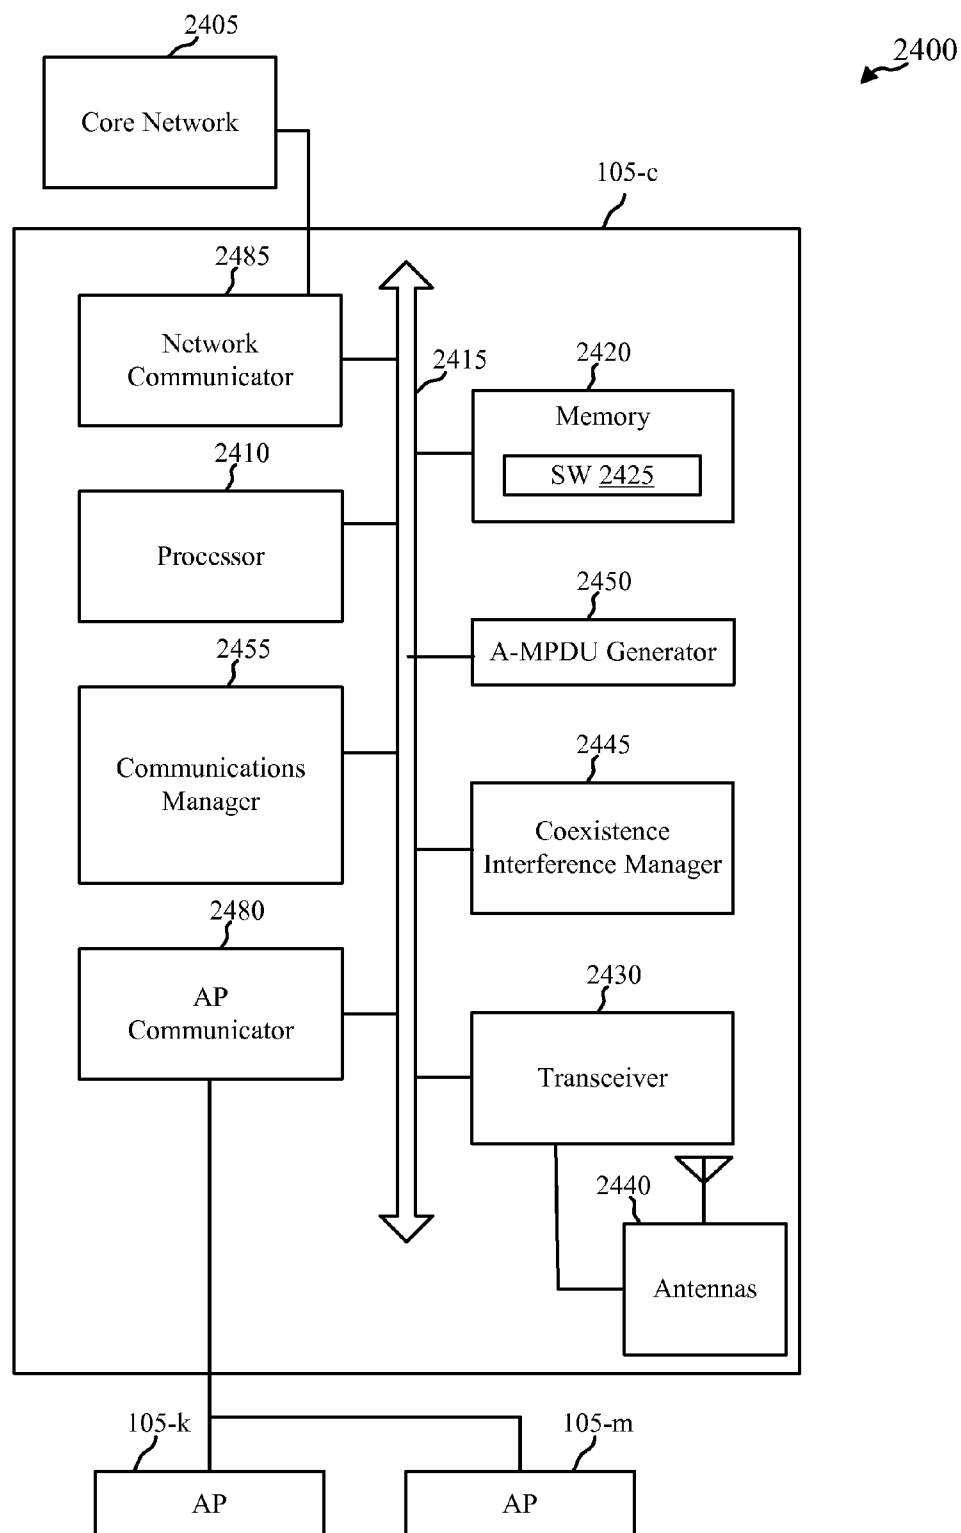 2405
2400
Core Network
105-c
2485
Network
Communicator
2415
2420
Memory
SW 2425
2410
Processor
2450
A-MPDU Generator
2455
Communications
Manager
2445
Coexistence
Interference Manager
2480
AP
Communicator
2430
Transceiver
2440
Antennas
105-k
105-m
AP
AP